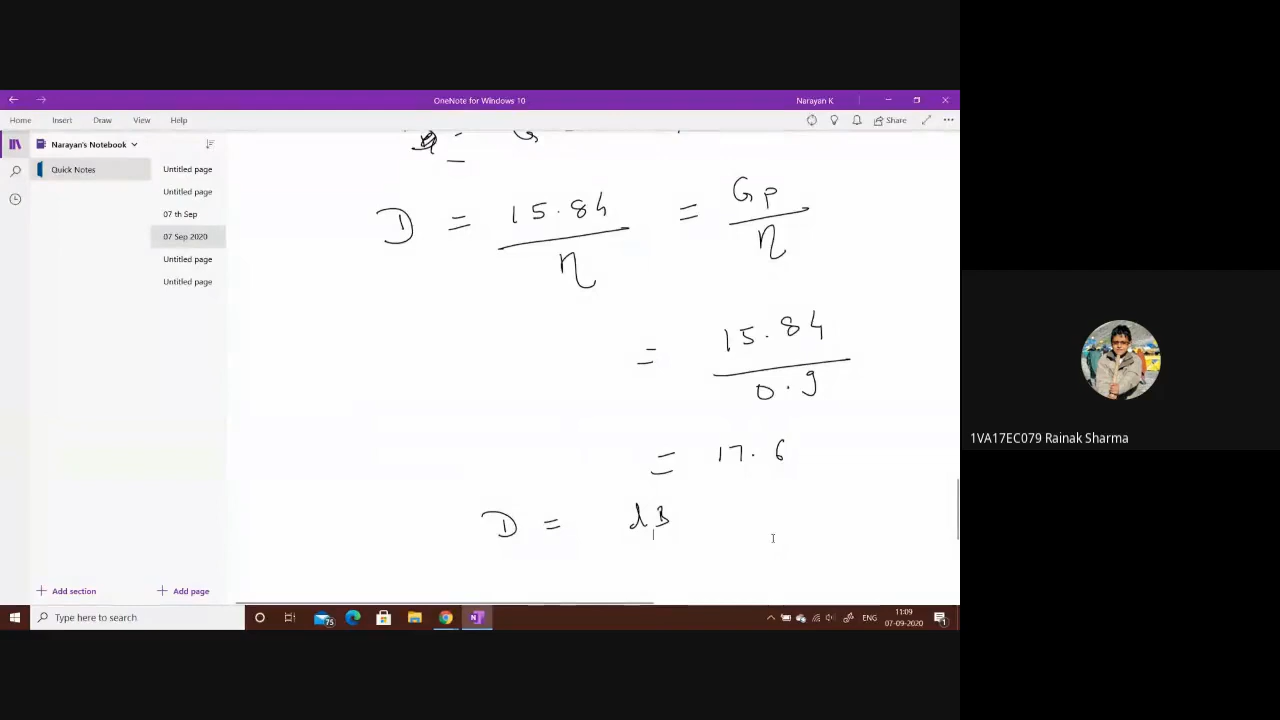 OneNote for Windows 10
Narayan K
Home Insert Draw View Help
Share
Narayan's Notebook
Quick Notes
Untitled page
Untitled page
07 th Sep
07 Sep 2020
Untitled page
Untitled page
D = 15.84 / η = Gp / η
= 15.84 / 0.9
= 17.6
D = dB
1VA17EC079 Rainak Sharma
+ Add section
+ Add page
Type here to search
75
ENG
11:09
07-09-2020
1